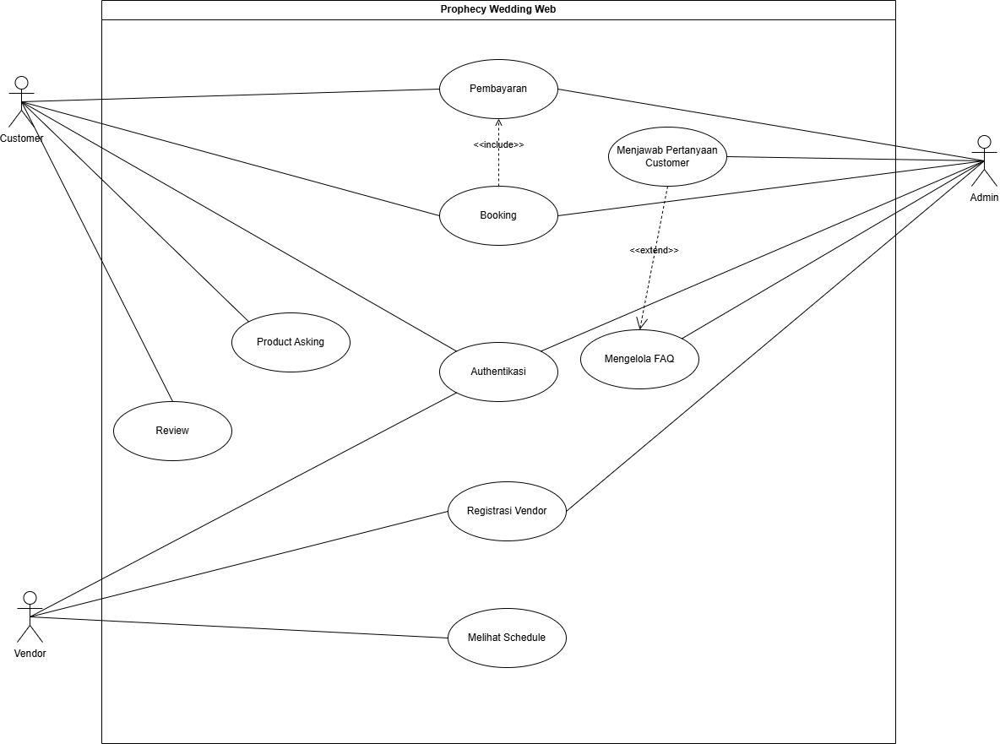 Prophecy Wedding Web
Pembayaran
Customer
<<include>>
Menjawab Pertanyaan
Customer
Admin
Booking
<<extend>>
Product Asking
Authentikasi
Mengelola FAQ
Review
Registrasi Vendor
Melihat Schedule
Vendor